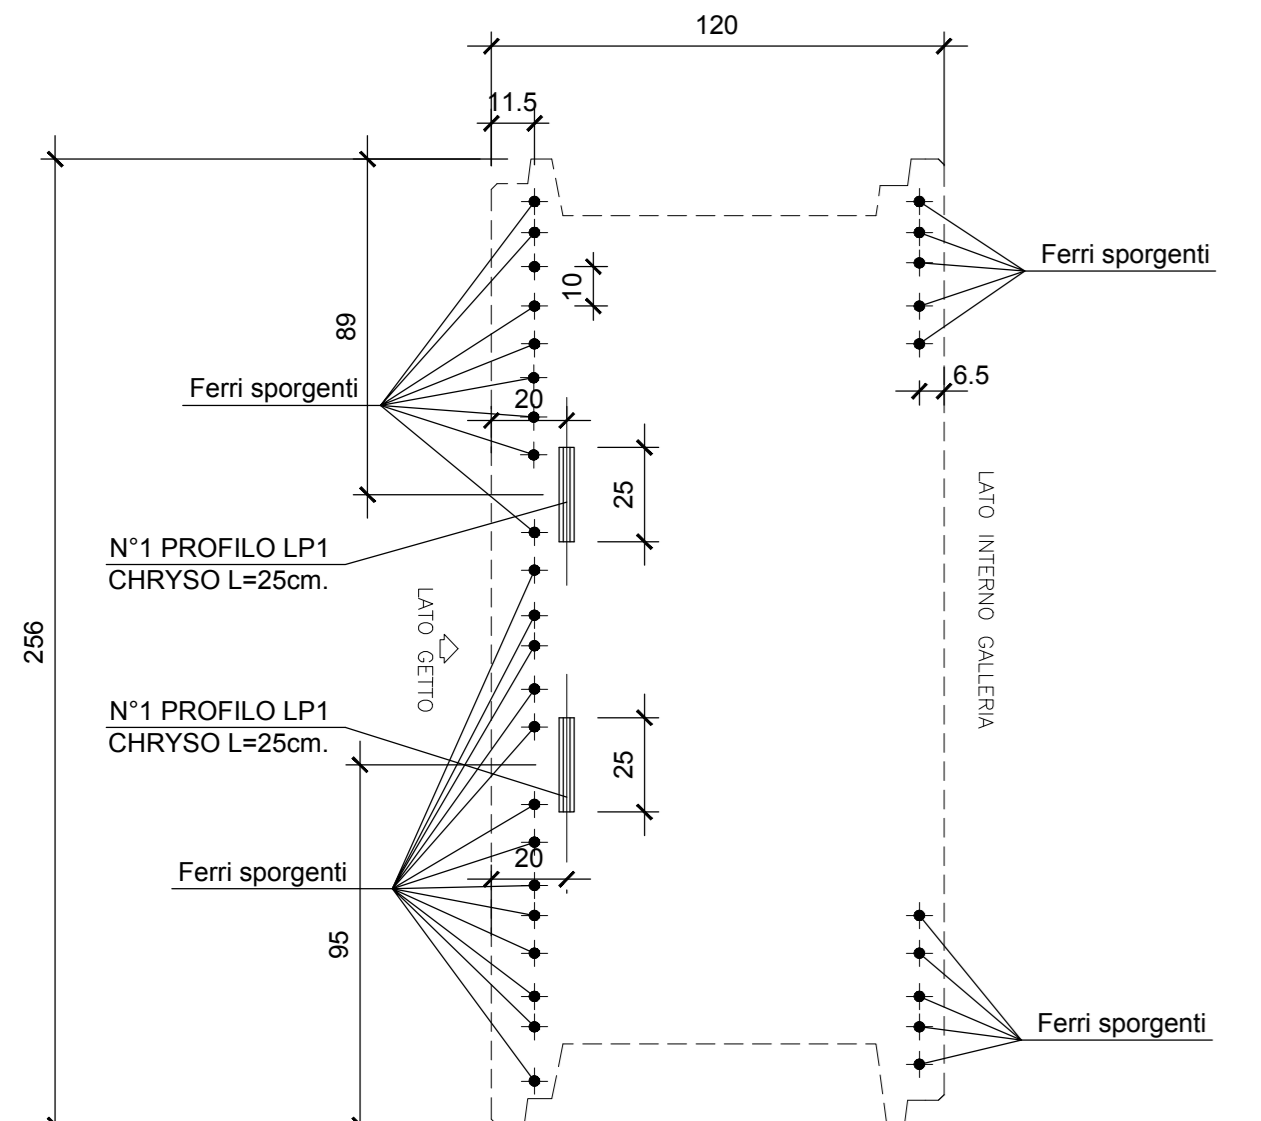 120
11.5
Ferri sporgenti
10
89
6.5
Ferri sporgenti
20
25
LATO INTERNO GALLERIA
N°1 PROFILO LP1
CHRYSO L=25cm.
LATO GETTO
256
N°1 PROFILO LP1
CHRYSO L=25cm.
25
20
Ferri sporgenti
95
Ferri sporgenti